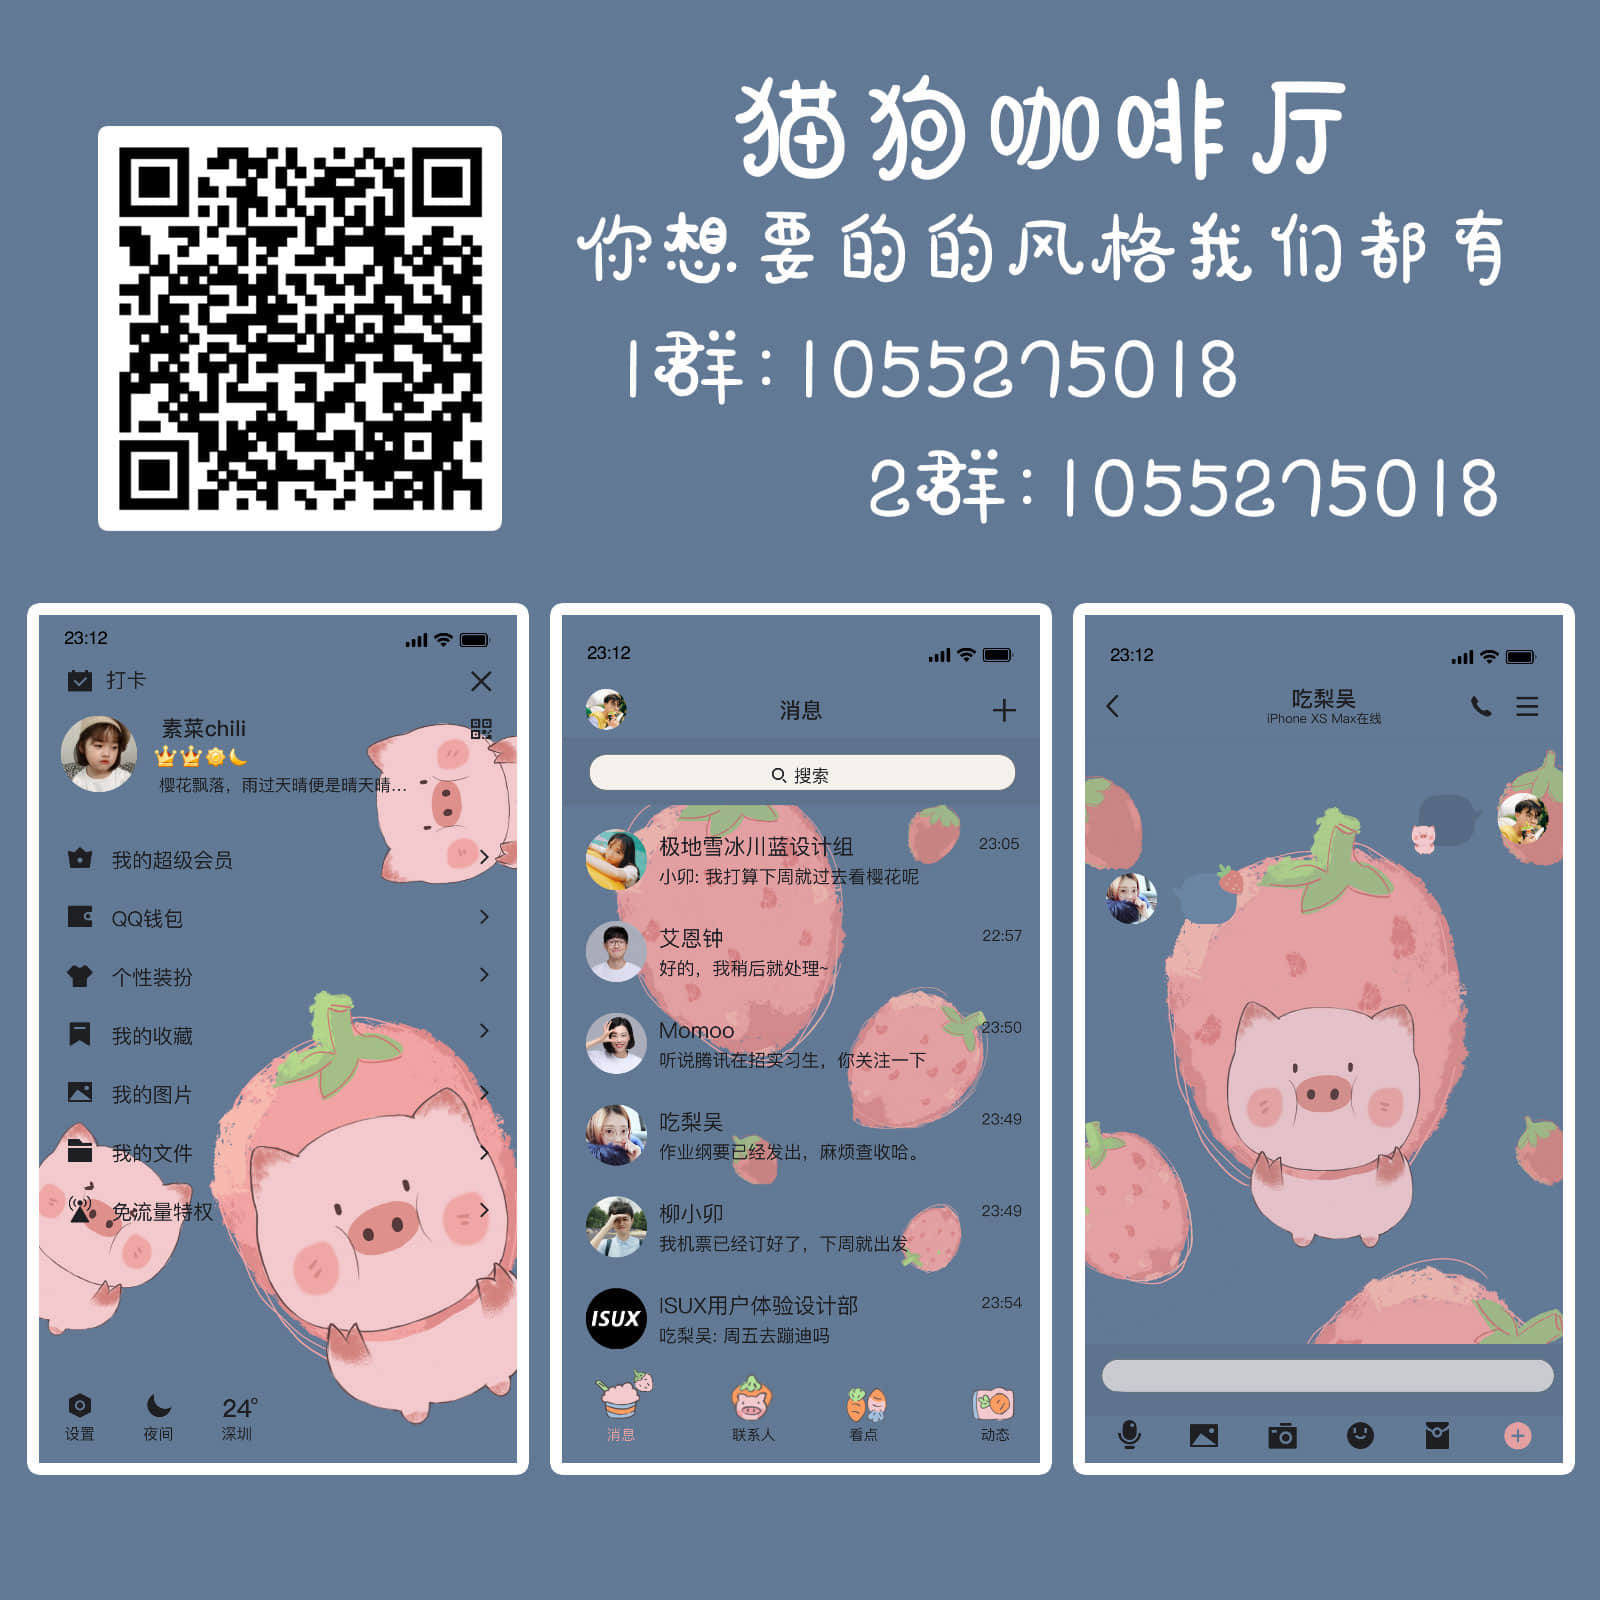 猫狗咖啡厅
你想要的的风格我们都有
1群:1055275018
2群:1055275018
23:12
打卡
素菜chili
樱花飘落，雨过天晴便是晴天晴...
我的超级会员
QQ钱包
个性装扮
我的收藏
我的图片
我的文件
免流量特权
24°
设置 夜间 深圳
23:12
消息
搜索
极地雪冰川蓝设计组 23:05
小卯: 我打算下周就过去看樱花呢
艾恩钟 22:57
好的，我稍后就处理~
Momoo 23:50
听说腾讯在招实习生，你关注一下
吃梨吴 23:49
作业纲要已经发出，麻烦查收哈。
柳小卯 23:49
我机票已经订好了，下周就出发
ISUX
ISUX用户体验设计部 23:54
吃梨吴: 周五去蹦迪吗
消息 联系人 看点 动态
23:12
吃梨吴
iPhone XS Max在线